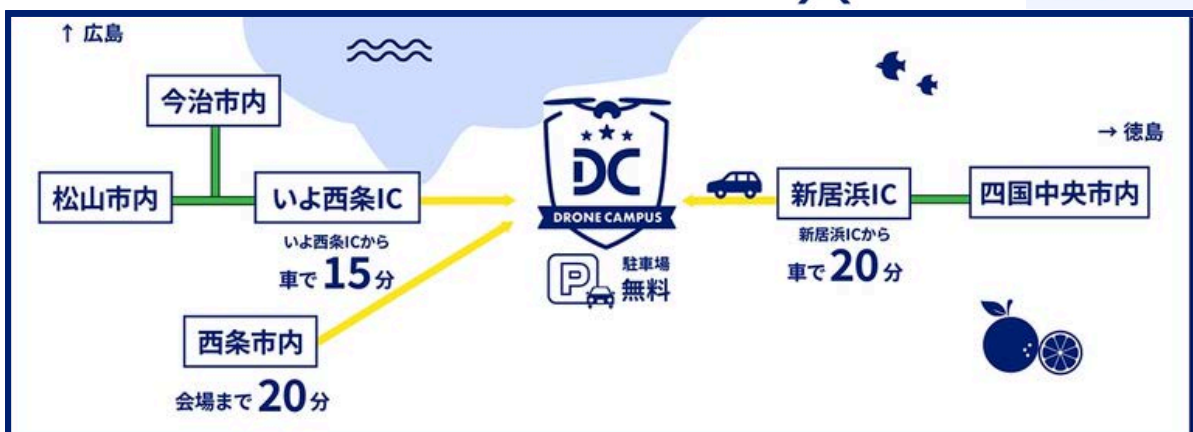 ↑ 広島
今治市内
→ 徳島
松山市内
いよ西条IC
DC
DRONE CAMPUS
新居浜IC
四国中央市内
いよ西条ICから
車で15分
P
駐車場
無料
新居浜ICから
車で20分
西条市内
会場まで20分